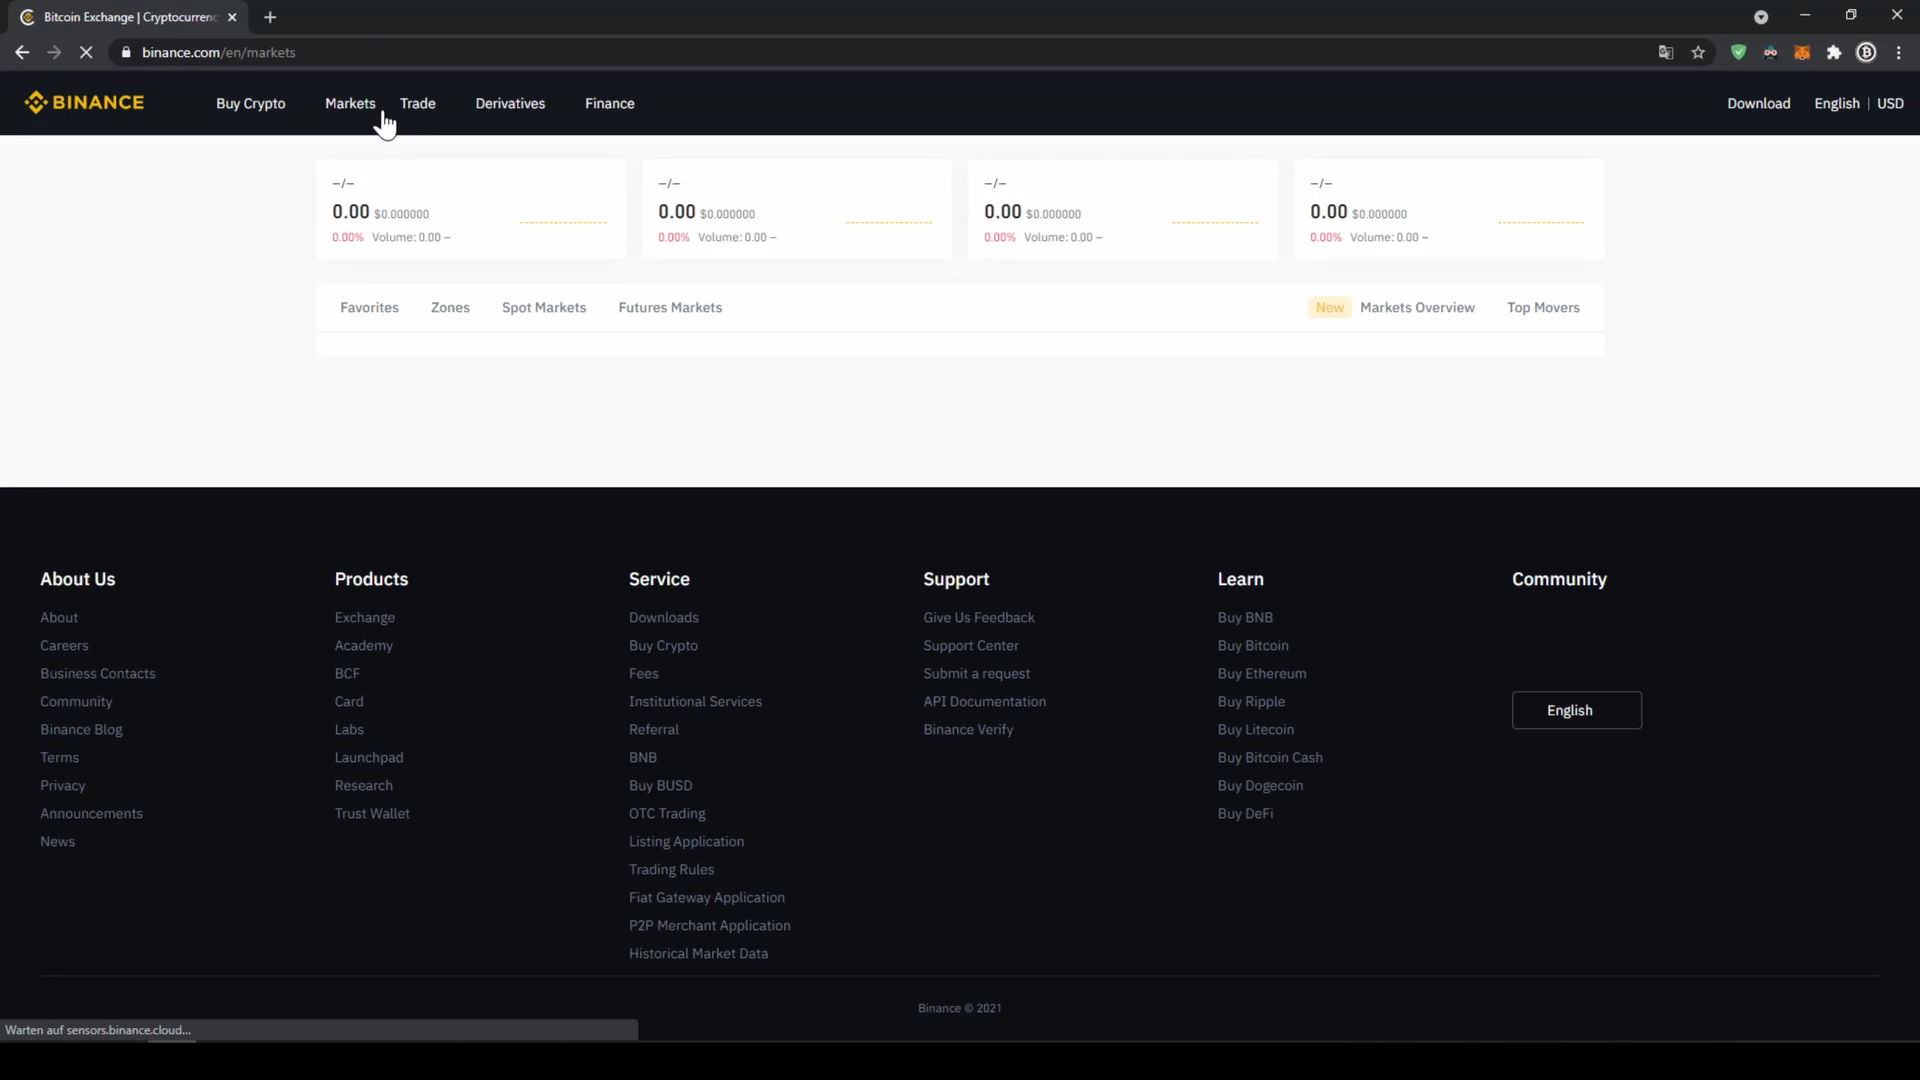 Bitcoin Exchange | Cryptocurrenc
binance.com/en/markets
BINANCE
Buy Crypto Markets Trade Derivatives Finance
Download English | USD
–/– –/– –/– –/–
0.00 $0.000000 0.00 $0.000000 0.00 $0.000000 0.00 $0.000000
0.00% Volume: 0.00 – 0.00% Volume: 0.00 – 0.00% Volume: 0.00 – 0.00% Volume: 0.00 –
Favorites Zones Spot Markets Futures Markets New Markets Overview Top Movers
About Us
About
Careers
Business Contacts
Community
Binance Blog
Terms
Privacy
Announcements
News
Products
Exchange
Academy
BCF
Card
Labs
Launchpad
Research
Trust Wallet
Service
Downloads
Buy Crypto
Fees
Institutional Services
Referral
BNB
Buy BUSD
OTC Trading
Listing Application
Trading Rules
Fiat Gateway Application
P2P Merchant Application
Historical Market Data
Support
Give Us Feedback
Support Center
Submit a request
API Documentation
Binance Verify
Learn
Buy BNB
Buy Bitcoin
Buy Ethereum
Buy Ripple
Buy Litecoin
Buy Bitcoin Cash
Buy Dogecoin
Buy DeFi
Community
English
Binance © 2021
Warten auf sensors.binance.cloud...